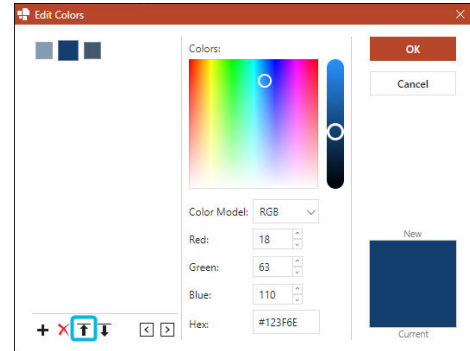 Edit Colors
Colors:
OK
Cancel
Color Model: RGB
Red: 18
Green: 63
Blue: 110
Hex: #123F6E
New
Current